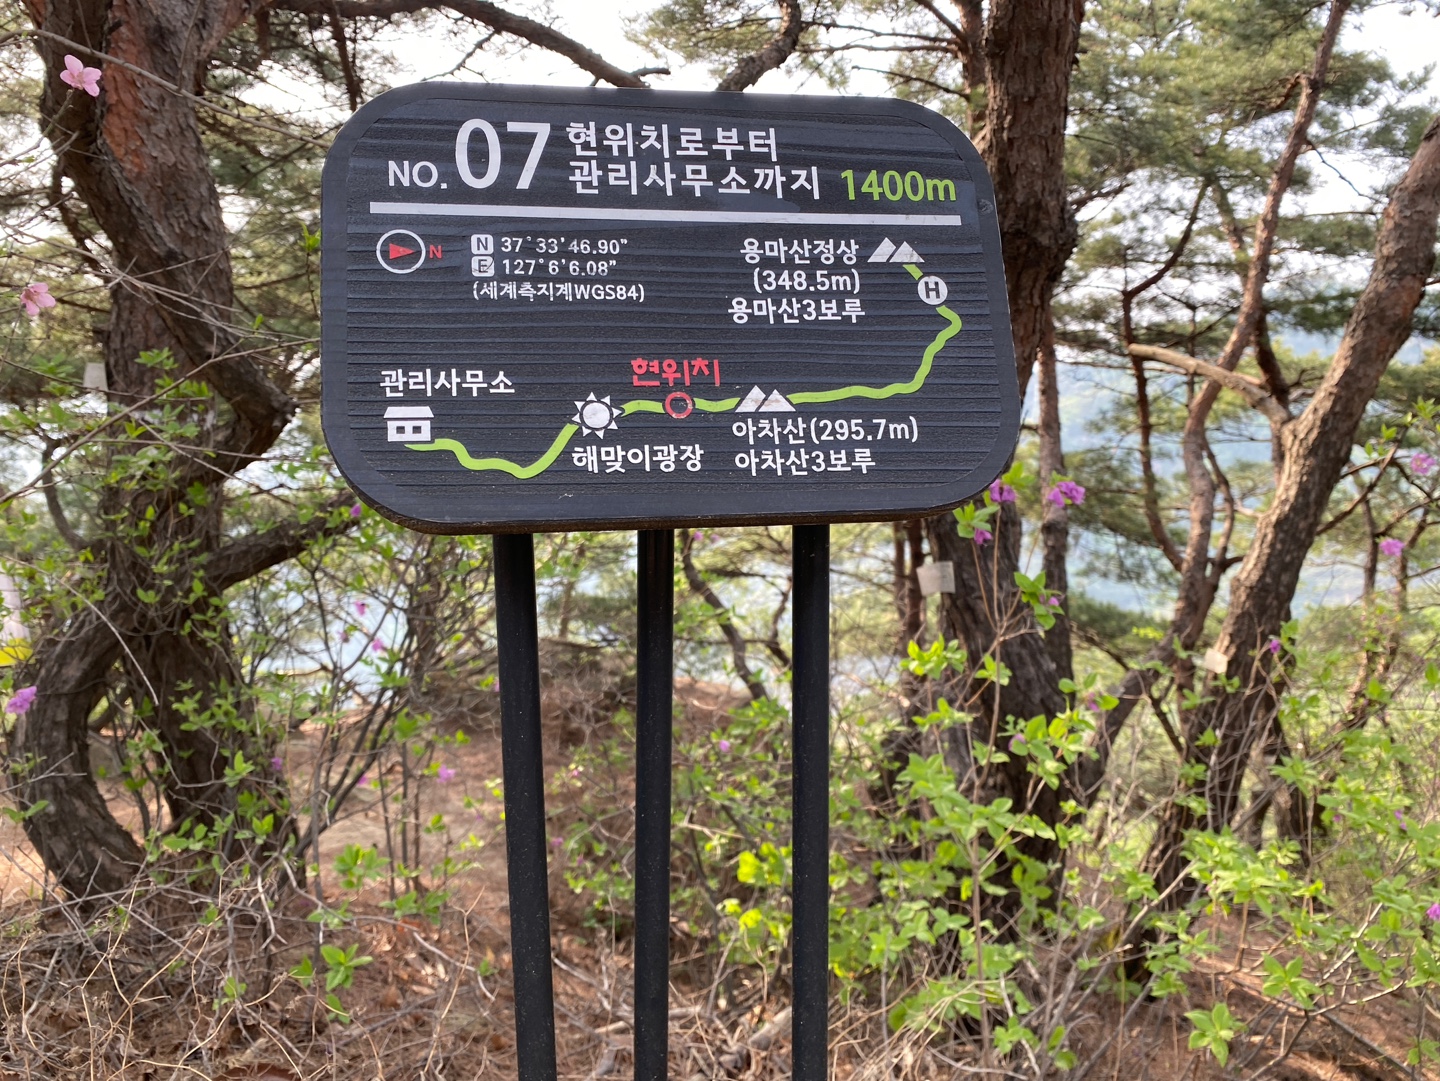 NO. 07 현위치로부터
관리사무소까지 1400m
N
N 37°33'46.90"
E 127°6'6.08"
(세계측지계WGS84)
용마산정상
(348.5m)
용마산3보루
H
관리사무소
현위치
해맞이광장
아차산(295.7m)
아차산3보루